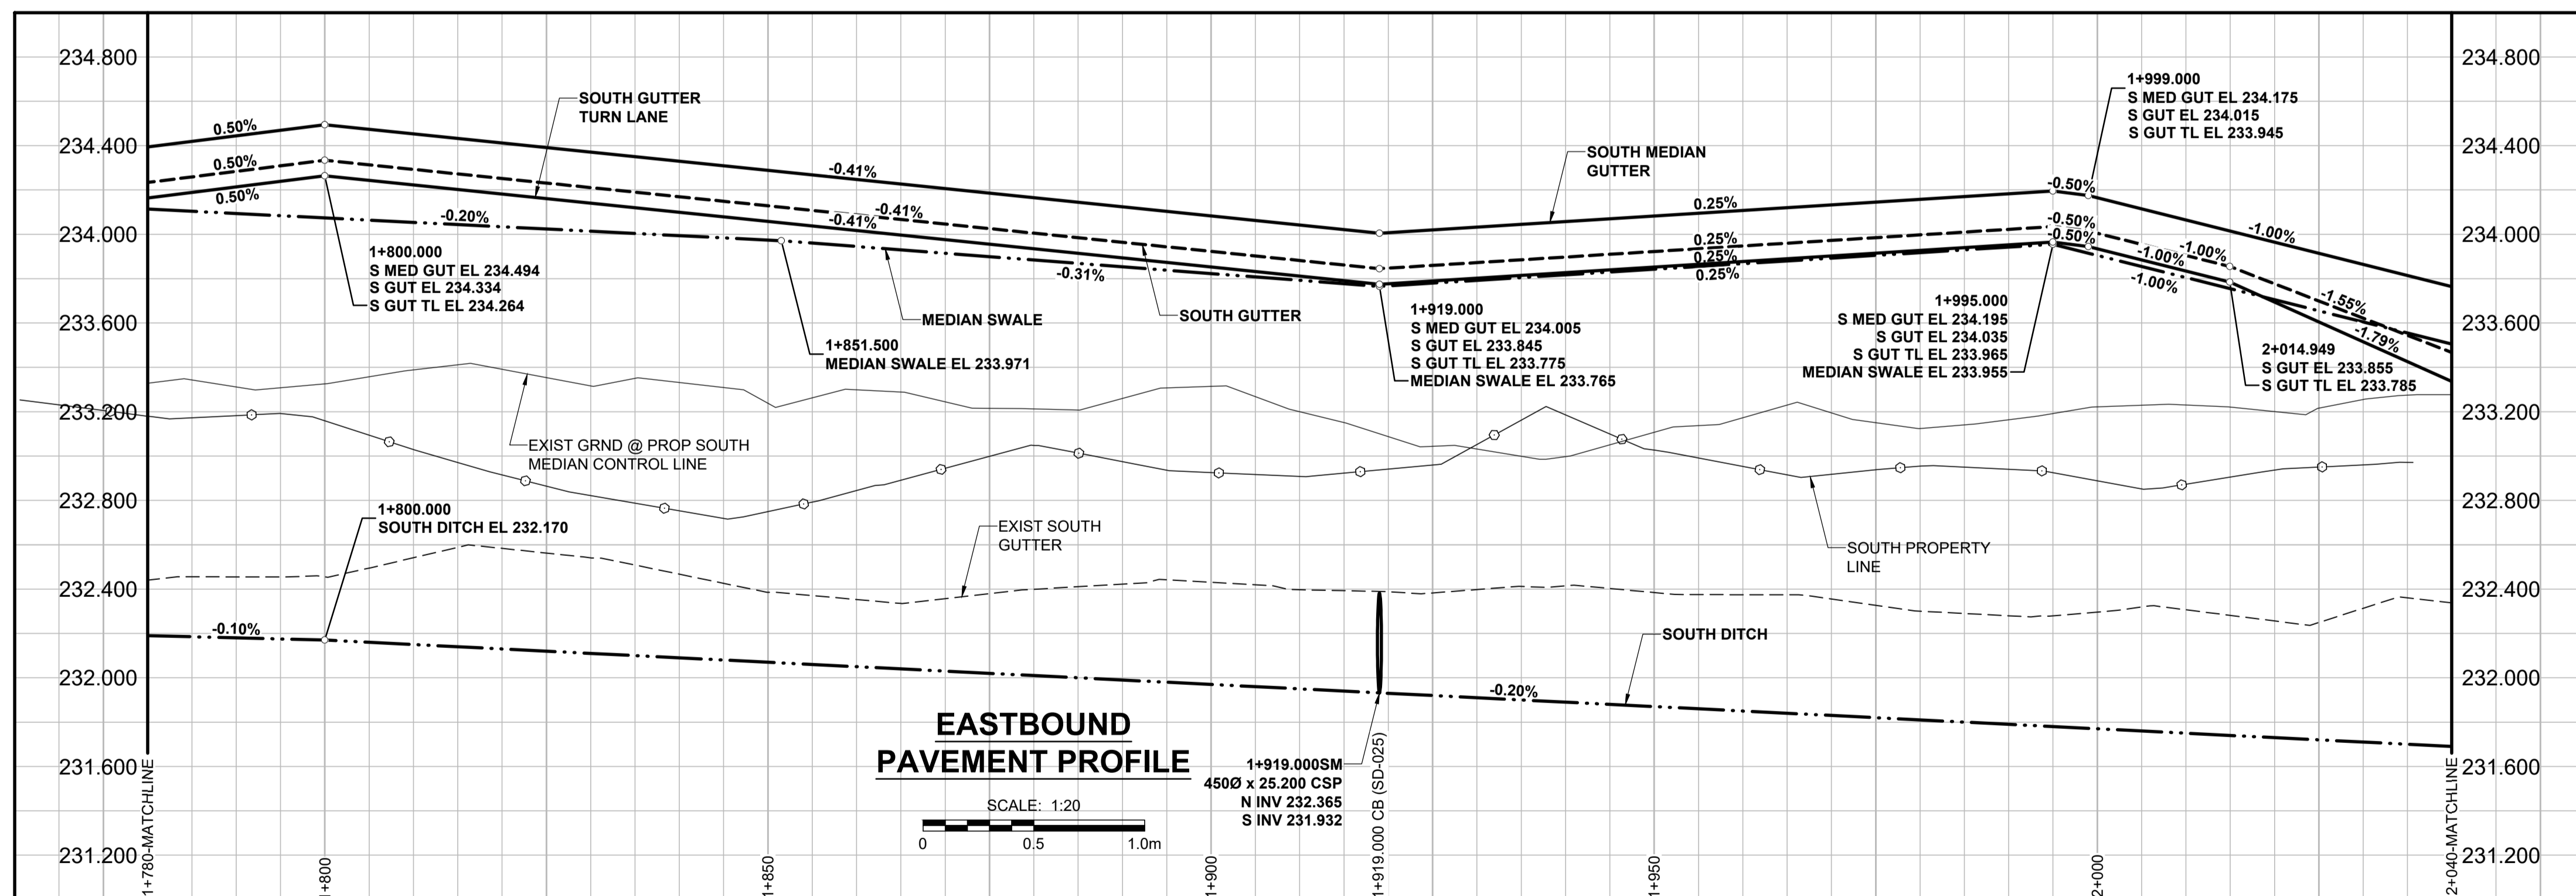 234.800
234.400
234.000
233.600
233.200
232.800
232.400
232.000
231.600
231.200
0.50%
0.50%
0.50%
SOUTH GUTTER
TURN LANE
-0.20%
-0.41%
-0.41%
-0.41%
-0.31%
1+800.000
S MED GUT EL 234.494
S GUT EL 234.334
S GUT TL EL 234.264
1+851.500
MEDIAN SWALE EL 233.971
MEDIAN SWALE
SOUTH GUTTER
SOUTH MEDIAN
GUTTER
0.25%
0.25%
0.25%
0.25%
1+919.000
S MED GUT EL 234.005
S GUT EL 233.845
S GUT TL EL 233.775
MEDIAN SWALE EL 233.765
1+995.000
S MED GUT EL 234.195
S GUT EL 234.035
S GUT TL EL 233.965
MEDIAN SWALE EL 233.955
1+999.000
S MED GUT EL 234.175
S GUT EL 234.015
S GUT TL EL 233.945
-0.50%
-0.50%
-0.50%
-1.00%
-1.00%
-1.00%
-1.00%
-1.55%
-1.79%
2+014.949
S GUT EL 233.855
S GUT TL EL 233.785
EXIST GRND @ PROP SOUTH
MEDIAN CONTROL LINE
1+800.000
SOUTH DITCH EL 232.170
EXIST SOUTH
GUTTER
SOUTH PROPERTY
LINE
-0.10%
SOUTH DITCH
-0.20%
EASTBOUND
PAVEMENT PROFILE
SCALE: 1:20
0 0.5 1.0m
1+919.000SM
450Ø x 25.200 CSP
N INV 232.365
S INV 231.932
1+780-MATCHLINE
1+800
1+850
1+900
1+919.000 CB (SD-025)
1+950
2+000
2+040-MATCHLINE
234.800
234.400
234.000
233.600
233.200
232.800
232.400
232.000
231.600
231.200